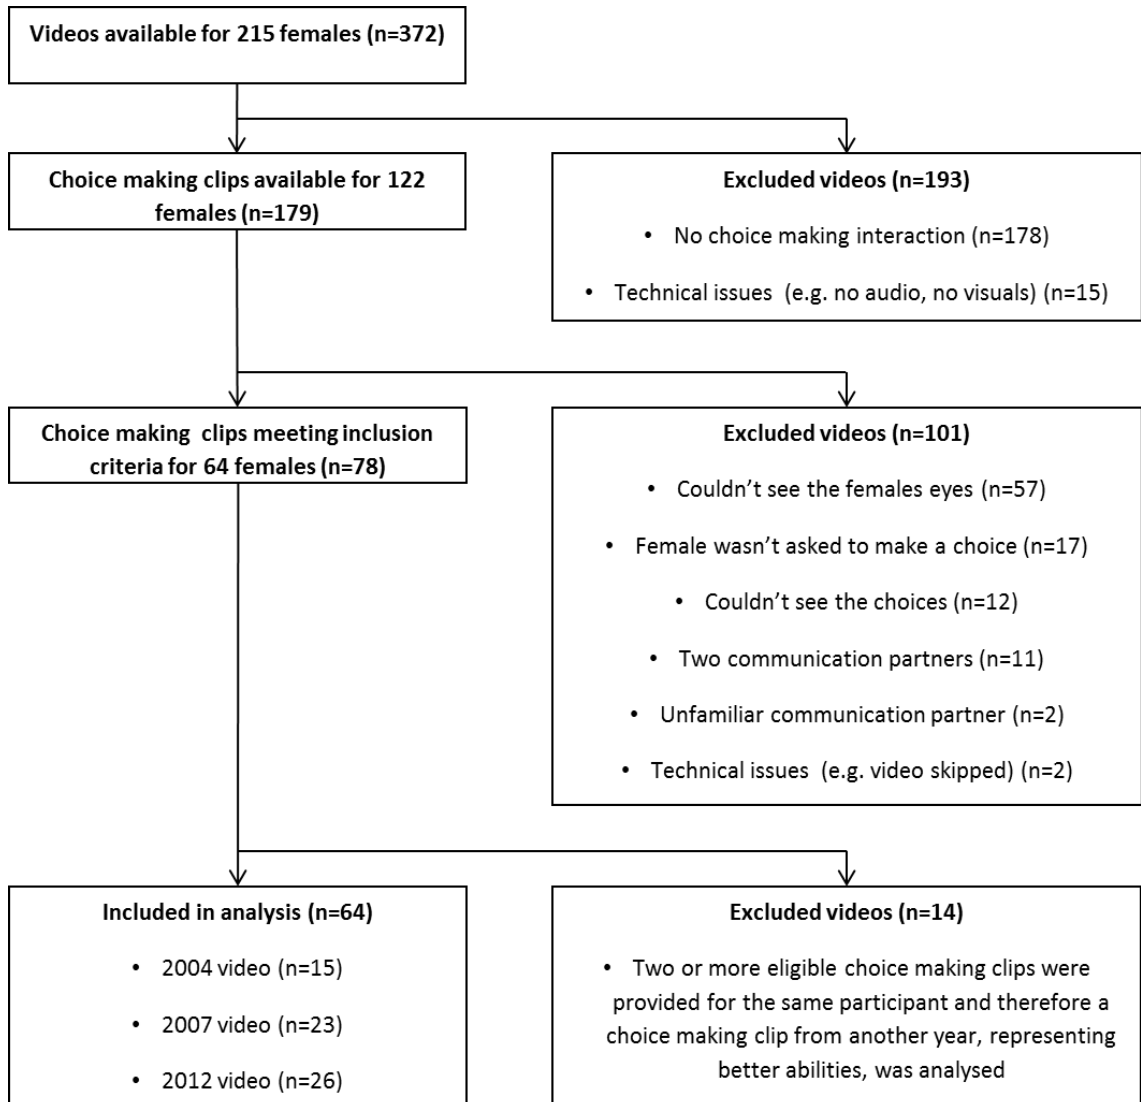 Videos available for 215 females (n=372)
Choice making clips available for 122
females (n=179)
Excluded videos (n=193)
• No choice making interaction (n=178)
• Technical issues  (e.g. no audio, no visuals) (n=15)
Choice making  clips meeting inclusion
criteria for 64 females (n=78)
Excluded videos (n=101)
• Couldn’t see the females eyes (n=57)
• Female wasn’t asked to make a choice (n=17)
• Couldn’t see the choices (n=12)
• Two communication partners (n=11)
• Unfamiliar communication partner (n=2)
• Technical issues  (e.g. video skipped) (n=2)
Included in analysis (n=64)
• 2004 video (n=15)
• 2007 video (n=23)
• 2012 video (n=26)
Excluded videos (n=14)
• Two or more eligible choice making clips were
provided for the same participant and therefore a
choice making clip from another year, representing
better abilities, was analysed